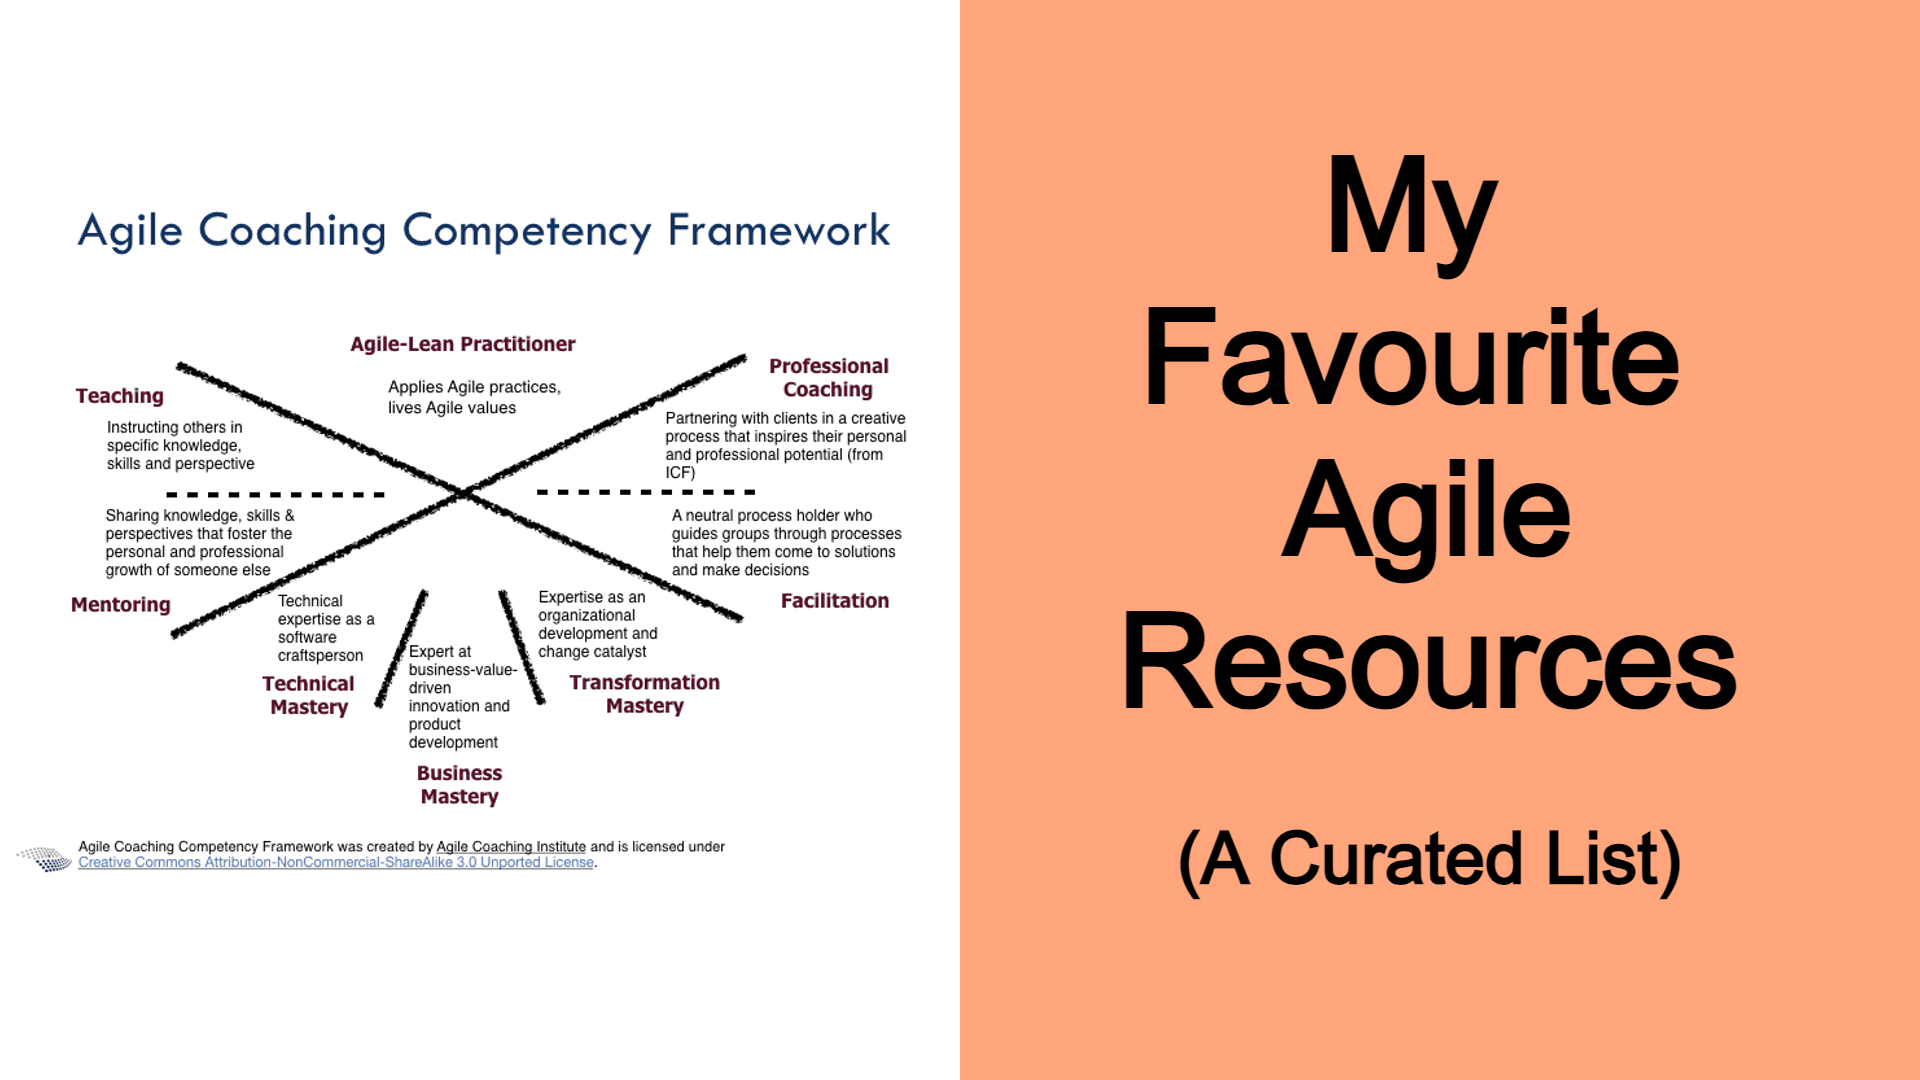 Agile Coaching Competency Framework
Agile-Lean Practitioner
Applies Agile practices,
lives Agile values
Teaching
Instructing others in
specific knowledge,
skills and perspective
Professional
Coaching
Partnering with clients in a creative
process that inspires their personal
and professional potential (from
ICF)
Sharing knowledge, skills &
perspectives that foster the
personal and professional
growth of someone else
Mentoring
A neutral process holder who
guides groups through processes
that help them come to solutions
and make decisions
Facilitation
Technical
expertise as a
software
craftsperson
Technical
Mastery
Expert at
business-value-
driven
innovation and
product
development
Business
Mastery
Expertise as an
organizational
development and
change catalyst
Transformation
Mastery
Agile Coaching Competency Framework was created by Agile Coaching Institute and is licensed under
Creative Commons Attribution-NonCommercial-ShareAlike 3.0 Unported License.
My
Favourite
Agile
Resources
(A Curated List)